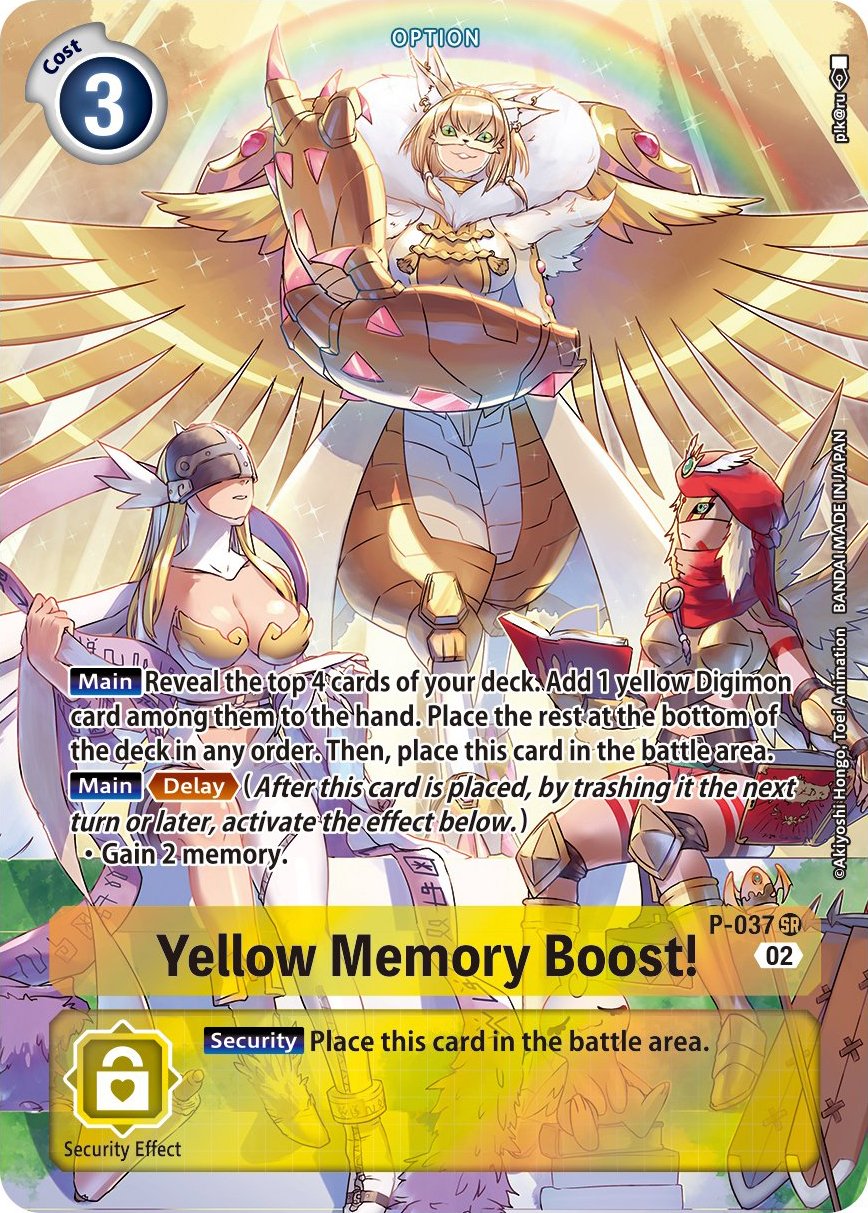 OPTION
Cost
3
p!k@ru
Main Reveal the top 4 cards of your deck. Add 1 yellow Digimon
card among them to the hand. Place the rest at the bottom of
the deck in any order. Then, place this card in the battle area.
Main Delay (After this card is placed, by trashing it the next
turn or later, activate the effect below.)
・Gain 2 memory.
©Akiyoshi Hongo, Toei Animation BANDAI MADE IN JAPAN
P-037 SR
02
Yellow Memory Boost!
Security Place this card in the battle area.
Security Effect